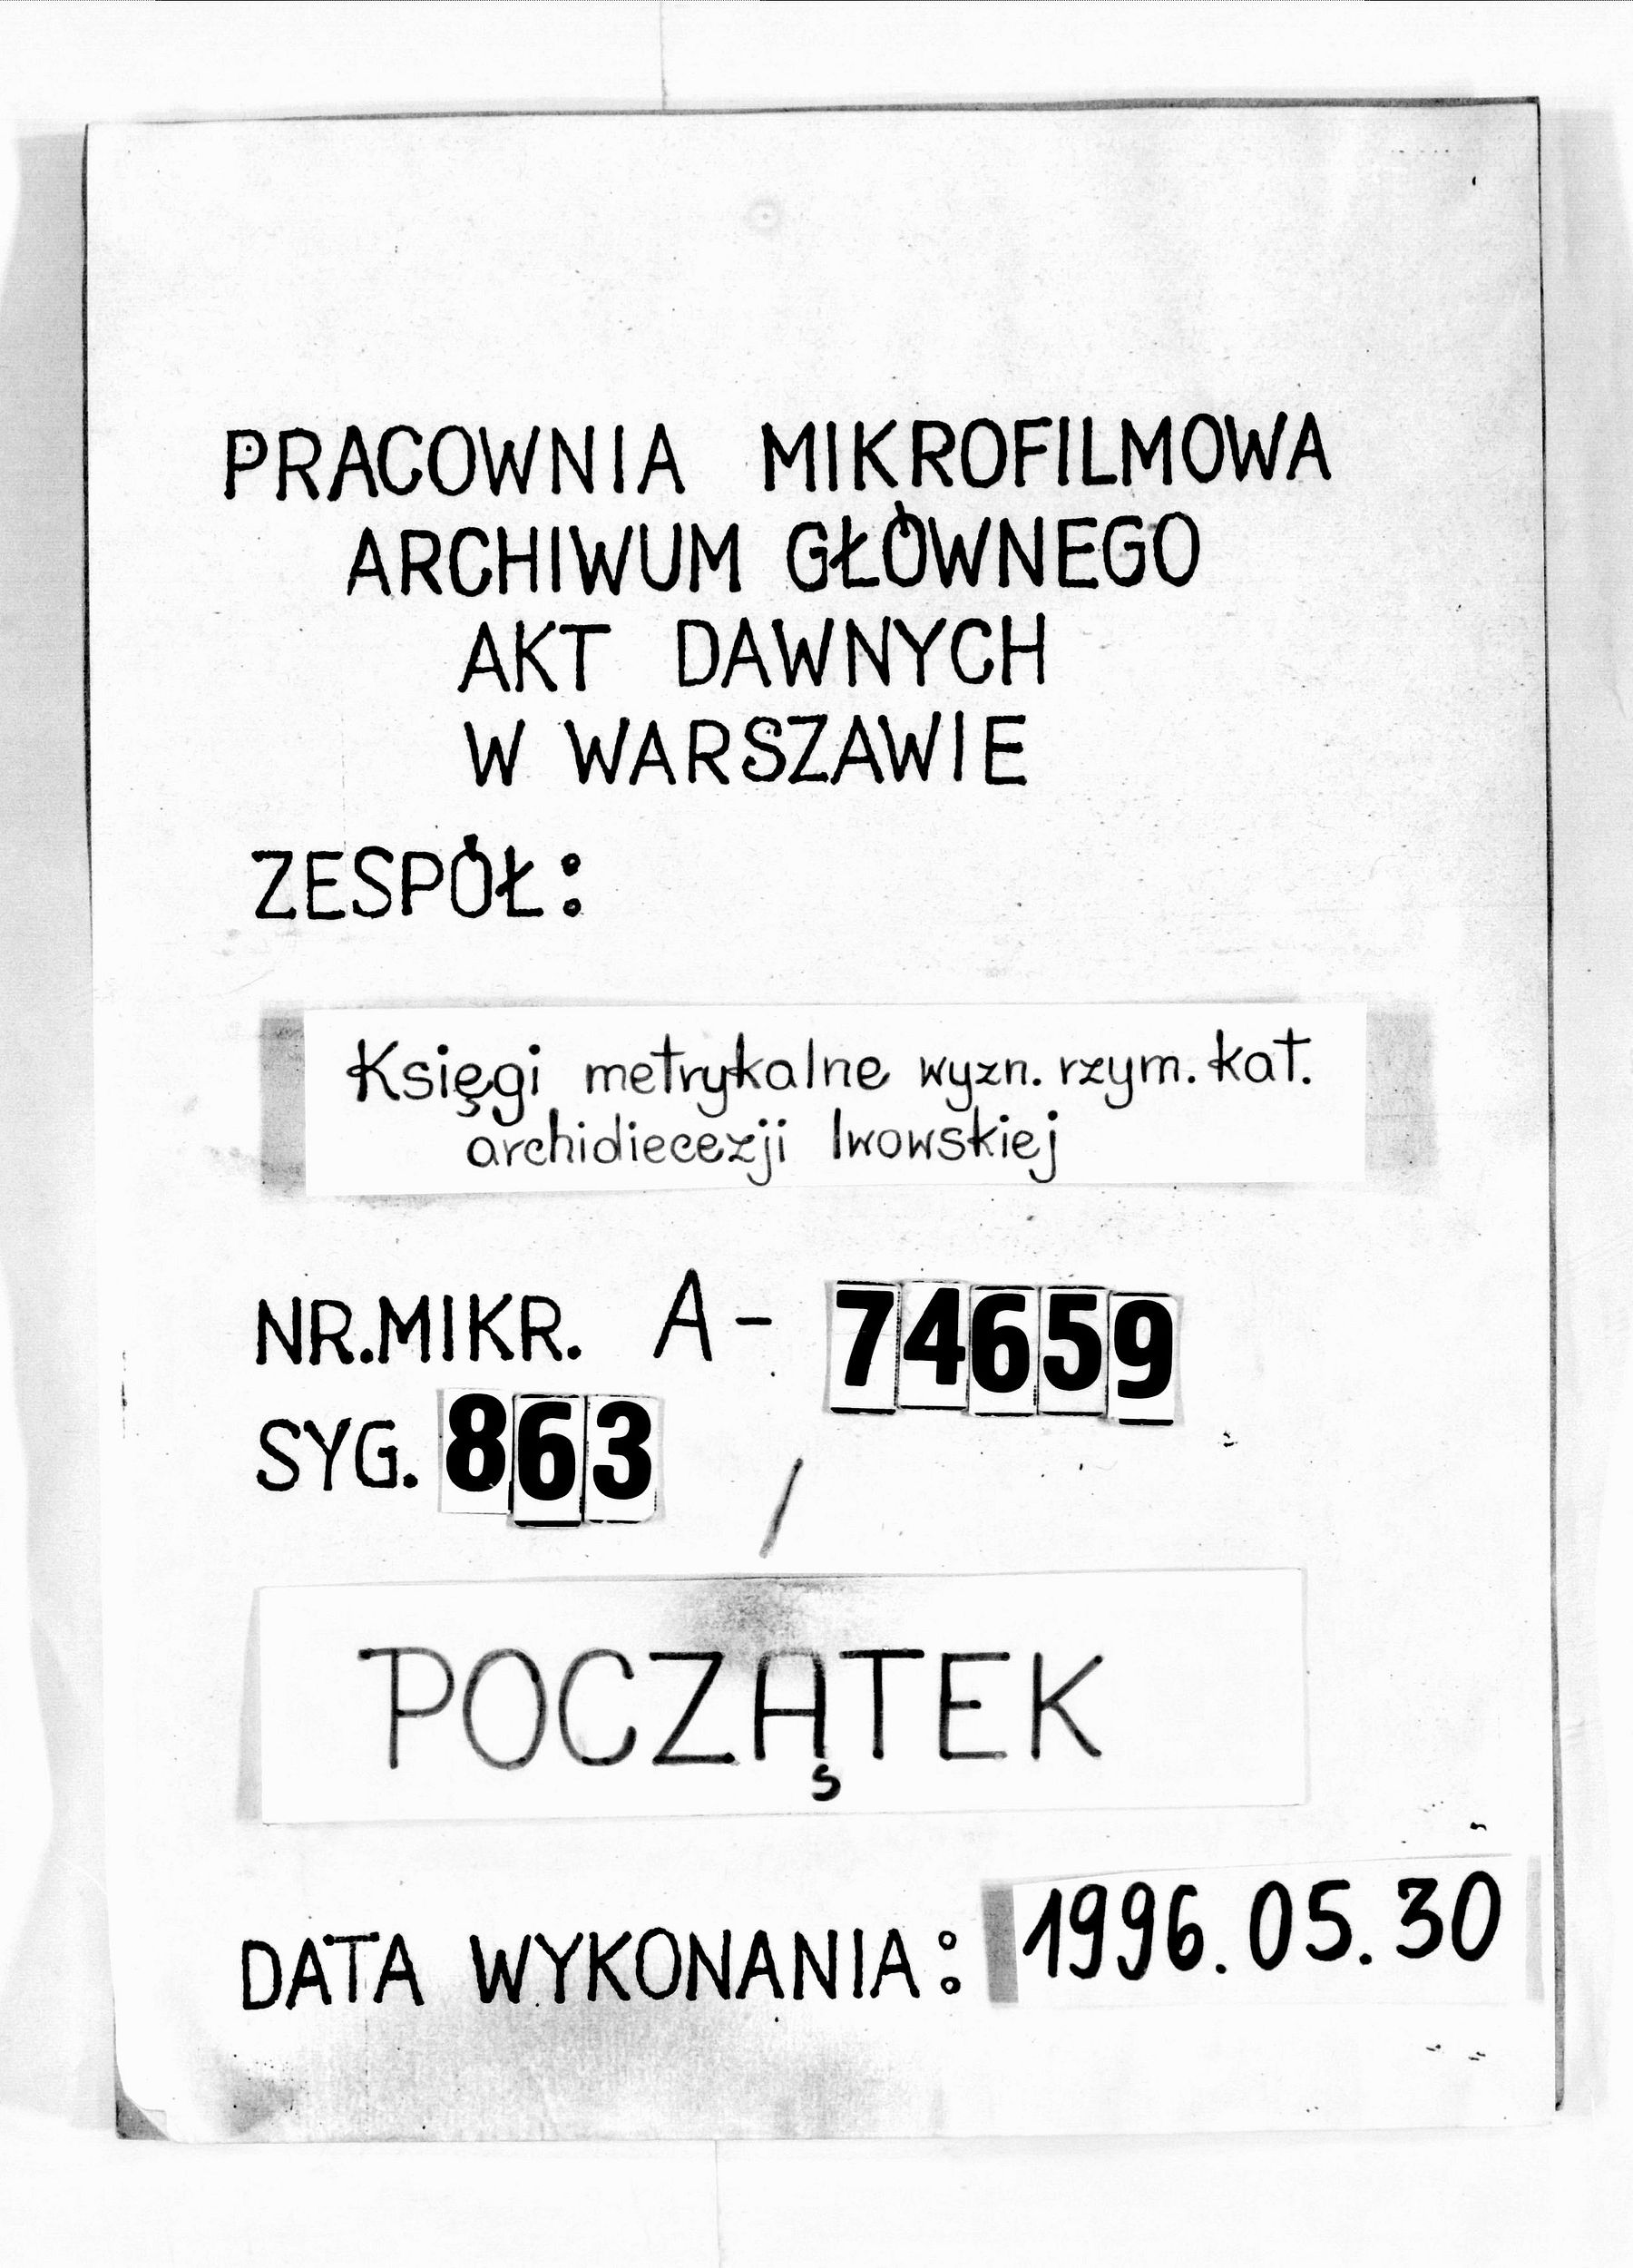 PRACOWNIA MIKROFILMOWA
ARCHIWUM GŁÓWNEGO
AKT DAWNYCH
W WARSZAWIE
ZESPÓŁ:
Księgi metrykalne wyzn. rzym. kat.
archidiecezji lwowskiej
NR. MIKR. A- 74659
SYG. 863
POCZĄTEK
DATA WYKONANIA: 1996.05.30